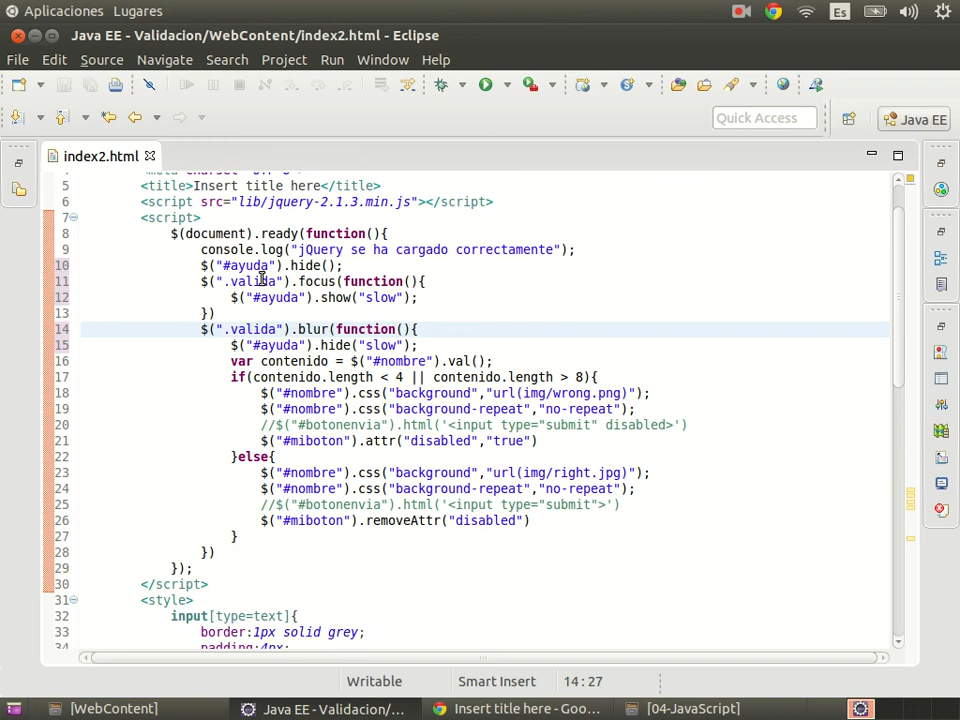 Aplicaciones Lugares
Es
Java EE - Validacion/WebContent/index2.html - Eclipse
File Edit Source Navigate Search Project Run Window Help
Quick Access
Java EE
index2.html
5 <title>Insert title here</title>
6 <script src="lib/jquery-2.1.3.min.js"></script>
7 <script>
8 $(document).ready(function(){
9 console.log("jQuery se ha cargado correctamente");
10 $("#ayuda").hide();
11 $(".valida").focus(function(){
12 $("#ayuda").show("slow");
13 })
14 $(".valida").blur(function(){
15 $("#ayuda").hide("slow");
16 var contenido = $("#nombre").val();
17 if(contenido.length < 4 || contenido.length > 8){
18 $("#nombre").css("background","url(img/wrong.png)");
19 $("#nombre").css("background-repeat","no-repeat");
20 //$("#botonenvia").html('<input type="submit" disabled>')
21 $("#miboton").attr("disabled","true")
22 }else{
23 $("#nombre").css("background","url(img/right.jpg)");
24 $("#nombre").css("background-repeat","no-repeat");
25 //$("#botonenvia").html('<input type="submit">')
26 $("#miboton").removeAttr("disabled")
27 }
28 })
29 });
30 </script>
31 <style>
32 input[type=text]{
33 border:1px solid grey;
34 padding:4px;
Writable Smart Insert 14 : 27
[WebContent] Java EE - Validacion/... Insert title here - Goo... [04-JavaScript]